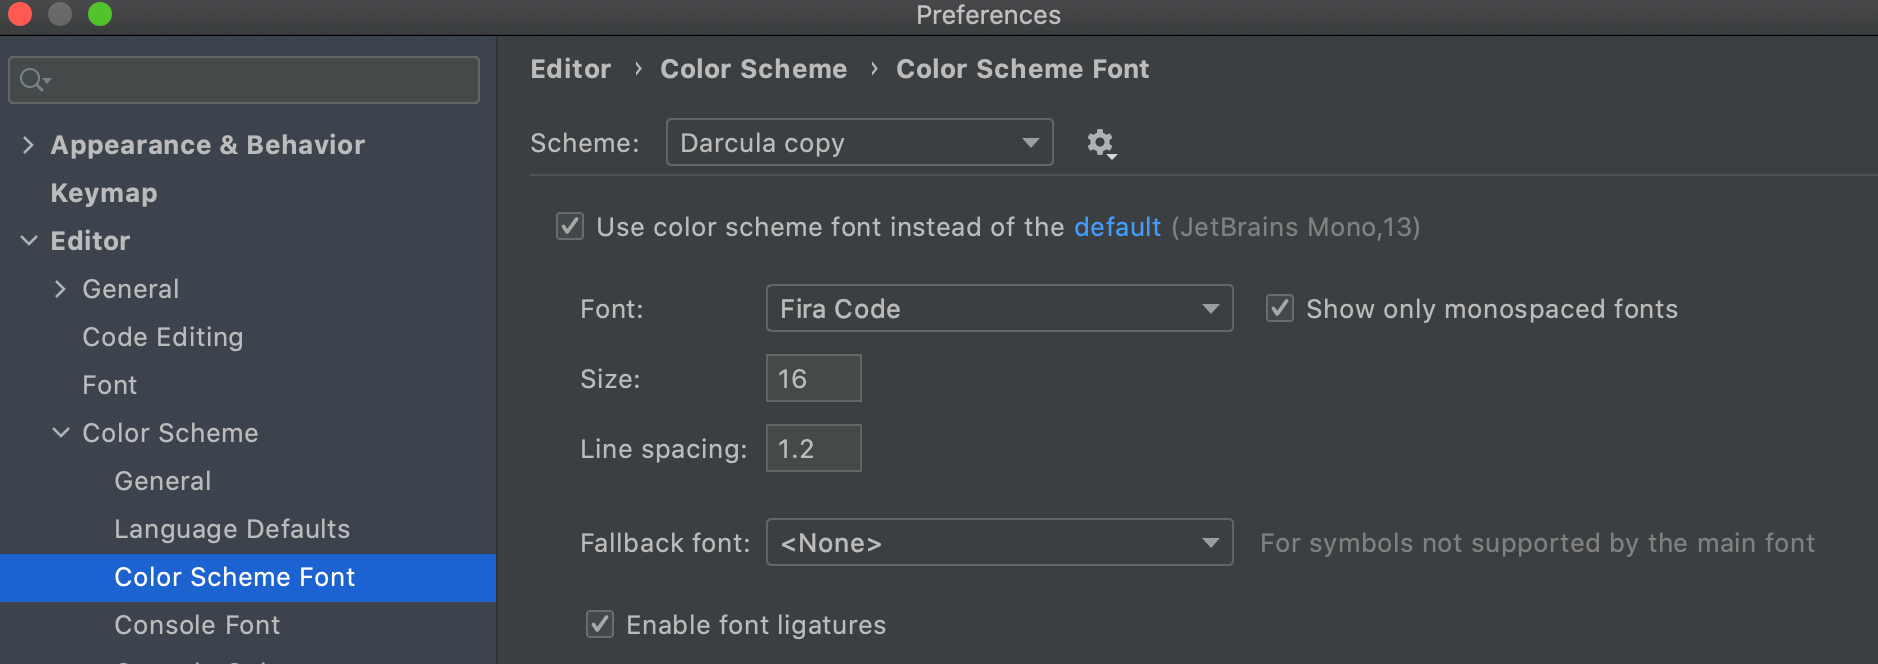 Preferences
Appearance & Behavior
Keymap
Editor
General
Code Editing
Font
Color Scheme
General
Language Defaults
Color Scheme Font
Console Font
Editor › Color Scheme › Color Scheme Font
Scheme: Darcula copy
Use color scheme font instead of the default (JetBrains Mono,13)
Font: Fira Code Show only monospaced fonts
Size: 16
Line spacing: 1.2
Fallback font: <None> For symbols not supported by the main font
Enable font ligatures